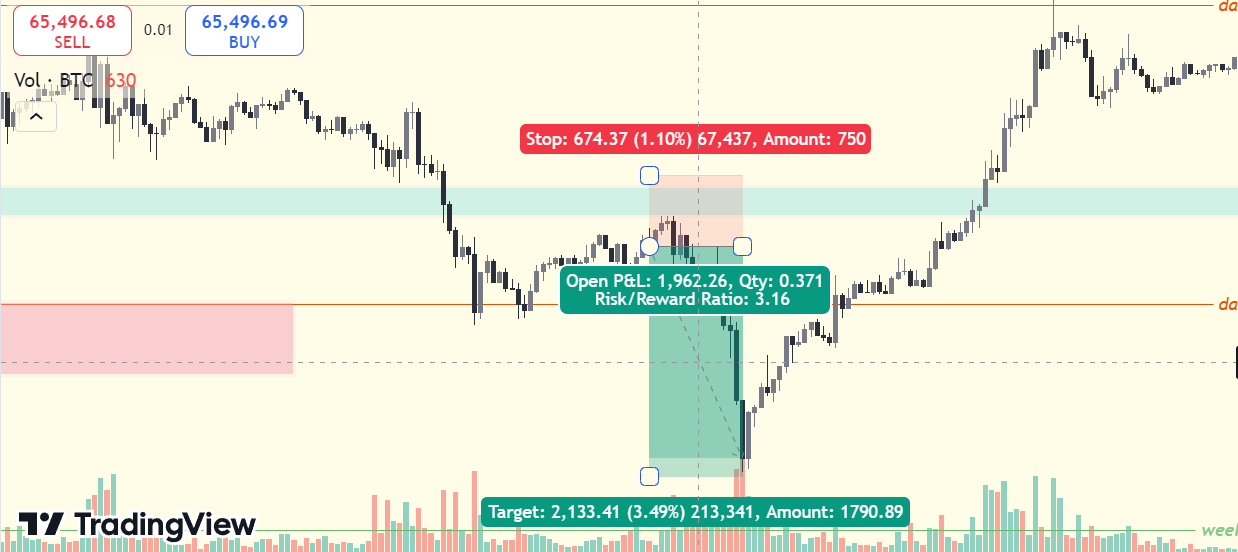 65,496.68
SELL
0.01
65,496.69
BUY
Vol · BTC 630
da
Stop: 674.37 (1.10%) 67,437, Amount: 750
Open P&L: 1,962.26, Qty: 0.371
Risk/Reward Ratio: 3.16
da
Target: 2,133.41 (3.49%) 213,341, Amount: 1790.89
TradingView
week